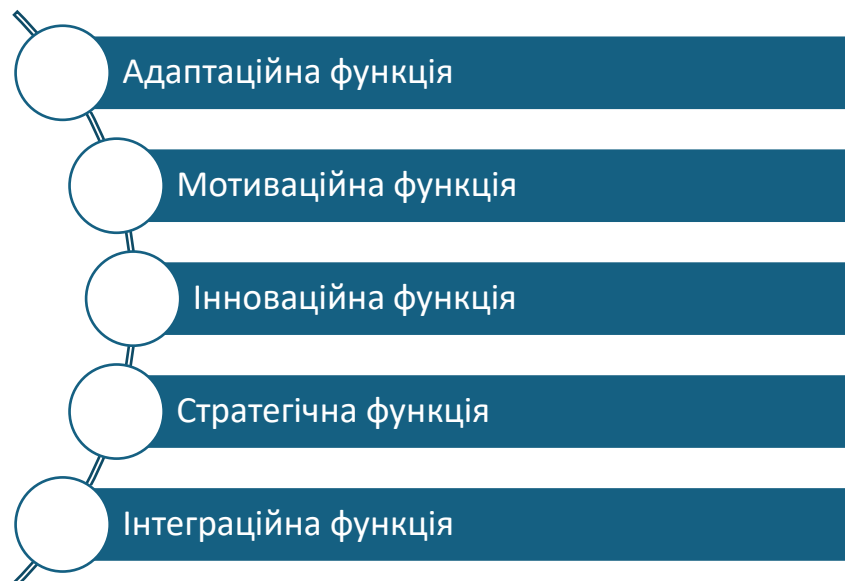 Адаптаційна функція
Мотиваційна функція
Інноваційна функція
Стратегічна функція
Інтеграційна функція